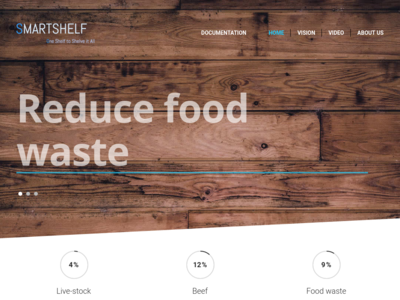 SMARTSHELF
One Shelf to Shelve it All
DOCUMENTATION HOME VISION VIDEO ABOUT US
Reduce food
waste
4% 12% 9%
Live-stock Beef Food waste